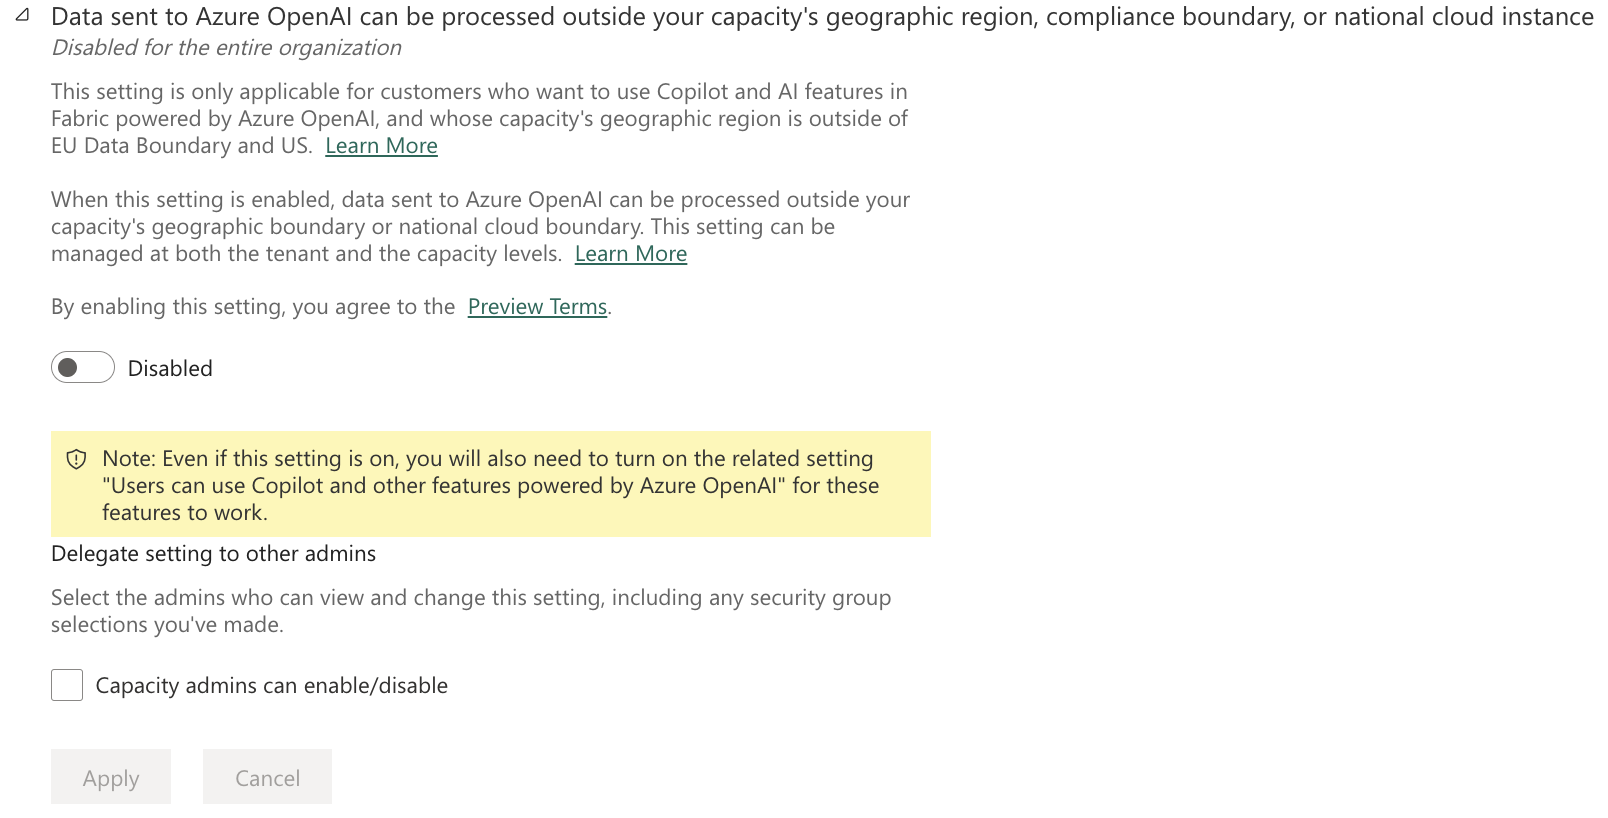 Data sent to Azure OpenAI can be processed outside your capacity's geographic region, compliance boundary, or national cloud instance
Disabled for the entire organization
This setting is only applicable for customers who want to use Copilot and AI features in
Fabric powered by Azure OpenAI, and whose capacity's geographic region is outside of
EU Data Boundary and US. Learn More
When this setting is enabled, data sent to Azure OpenAI can be processed outside your
capacity's geographic boundary or national cloud boundary. This setting can be
managed at both the tenant and the capacity levels. Learn More
By enabling this setting, you agree to the Preview Terms.
Disabled
Note: Even if this setting is on, you will also need to turn on the related setting
"Users can use Copilot and other features powered by Azure OpenAI" for these
features to work.
Delegate setting to other admins
Select the admins who can view and change this setting, including any security group
selections you've made.
Capacity admins can enable/disable
Apply Cancel